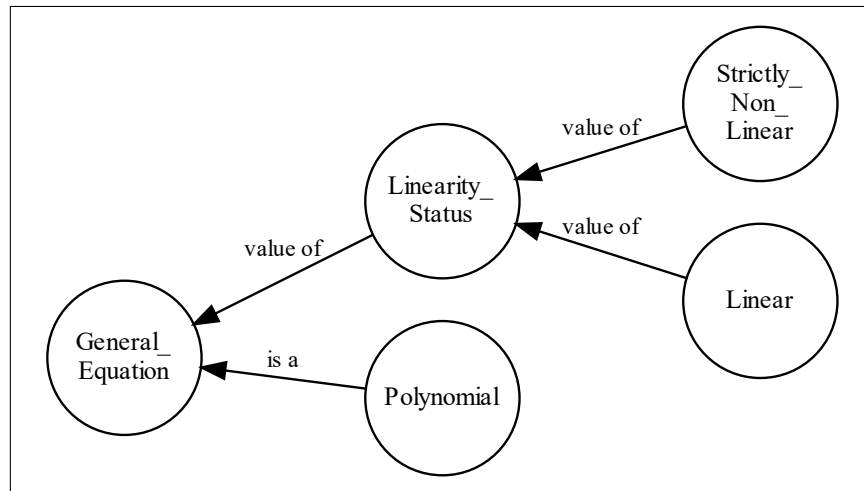 Strictly_
Non_
Linear
value of
Linearity_
Status
value of
value of
Linear
General_
Equation
is a
Polynomial